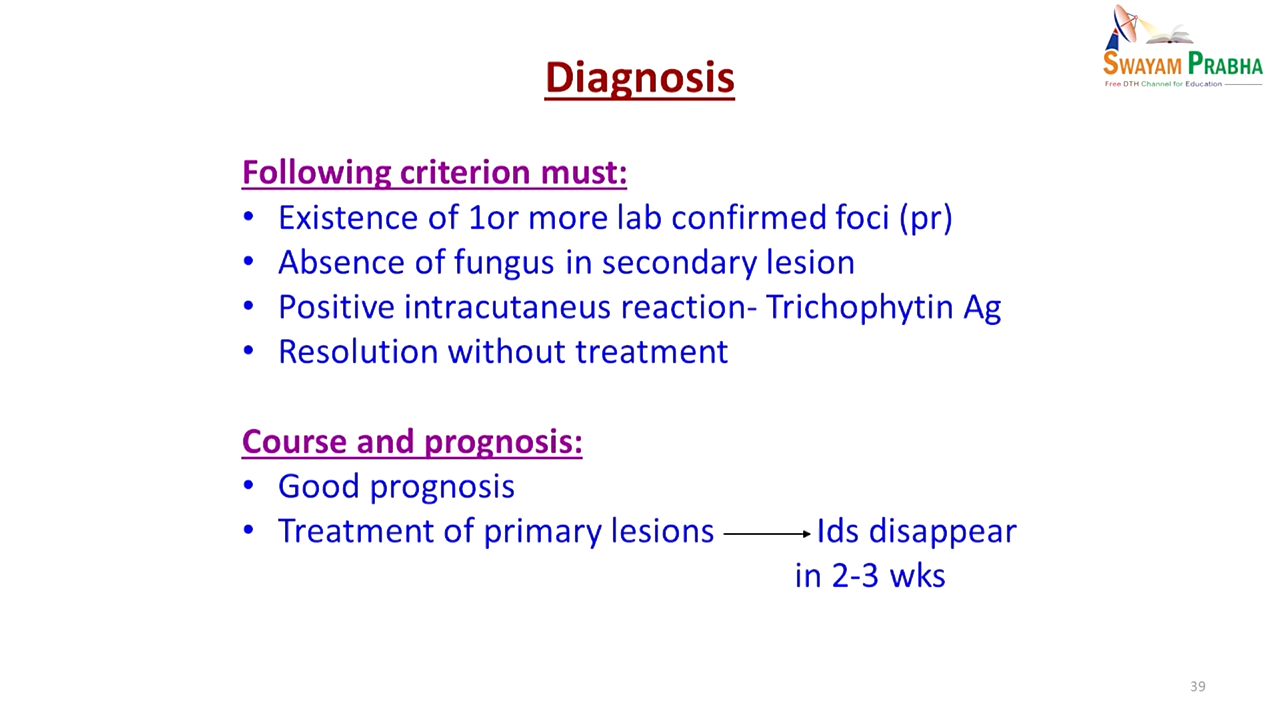 SWAYAM PRABHA
Free DTH Channel for Education
Diagnosis
Following criterion must:
• Existence of 1or more lab confirmed foci (pr)
• Absence of fungus in secondary lesion
• Positive intracutaneus reaction- Trichophytin Ag
• Resolution without treatment
Course and prognosis:
• Good prognosis
• Treatment of primary lesions → Ids disappear
in 2-3 wks
39